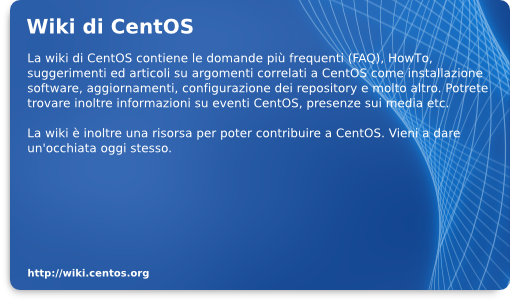 Wiki di CentOS
La wiki di CentOS contiene le domande più frequenti (FAQ), HowTo,
suggerimenti ed articoli su argomenti correlati a CentOS come installazione
software, aggiornamenti, configurazione dei repository e molto altro. Potrete
trovare inoltre informazioni su eventi CentOS, presenze sui media etc.
La wiki è inoltre una risorsa per poter contribuire a CentOS. Vieni a dare
un'occhiata oggi stesso.
http://wiki.centos.org